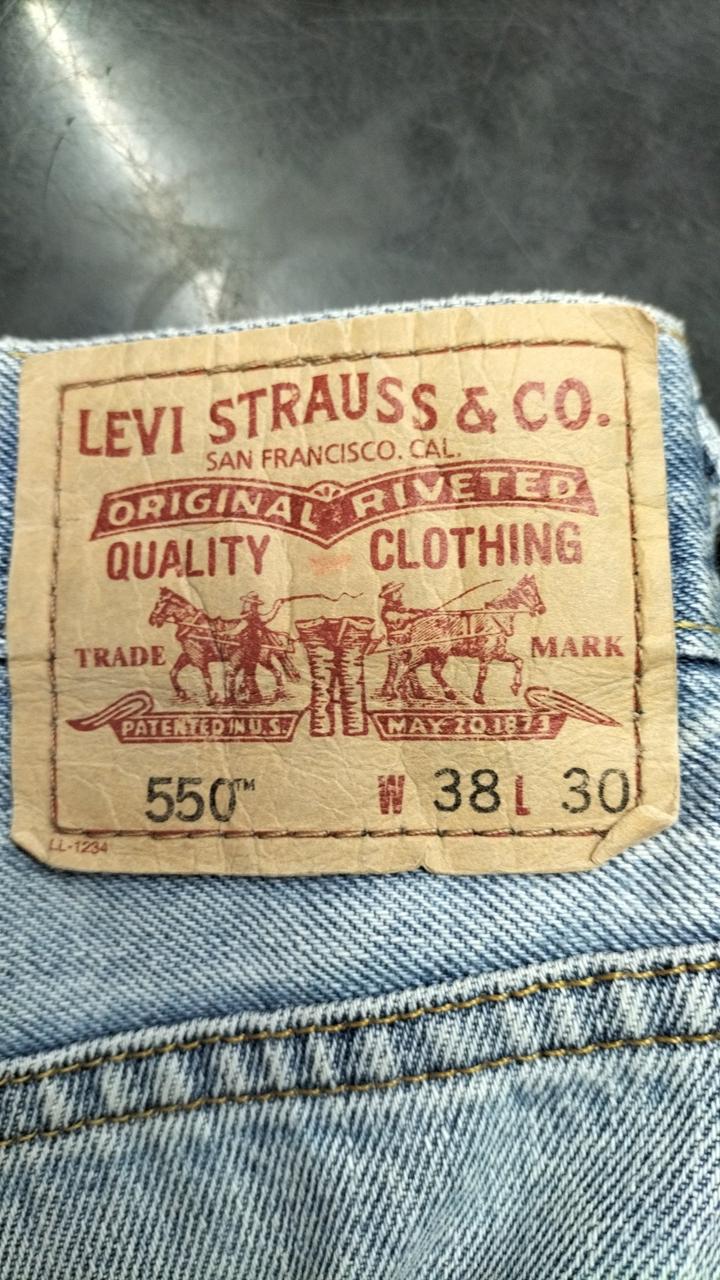 LEVI STRAUSS & CO.
SAN FRANCISCO. CAL.
ORIGINAL RIVETED
QUALITY CLOTHING
TRADE MARK
PATENTED IN U.S. MAY 20 1873
550™ W 38 L 30
LL-1234